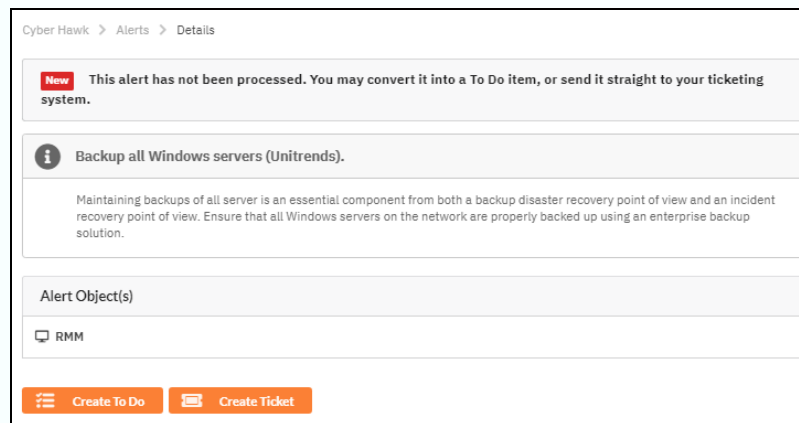 Cyber Hawk > Alerts > Details
New This alert has not been processed. You may convert it into a To Do item, or send it straight to your ticketing
system.
Backup all Windows servers (Unitrends).
Maintaining backups of all server is an essential component from both a backup disaster recovery point of view and an incident
recovery point of view. Ensure that all Windows servers on the network are properly backed up using an enterprise backup
solution.
Alert Object(s)
RMM
Create To Do Create Ticket